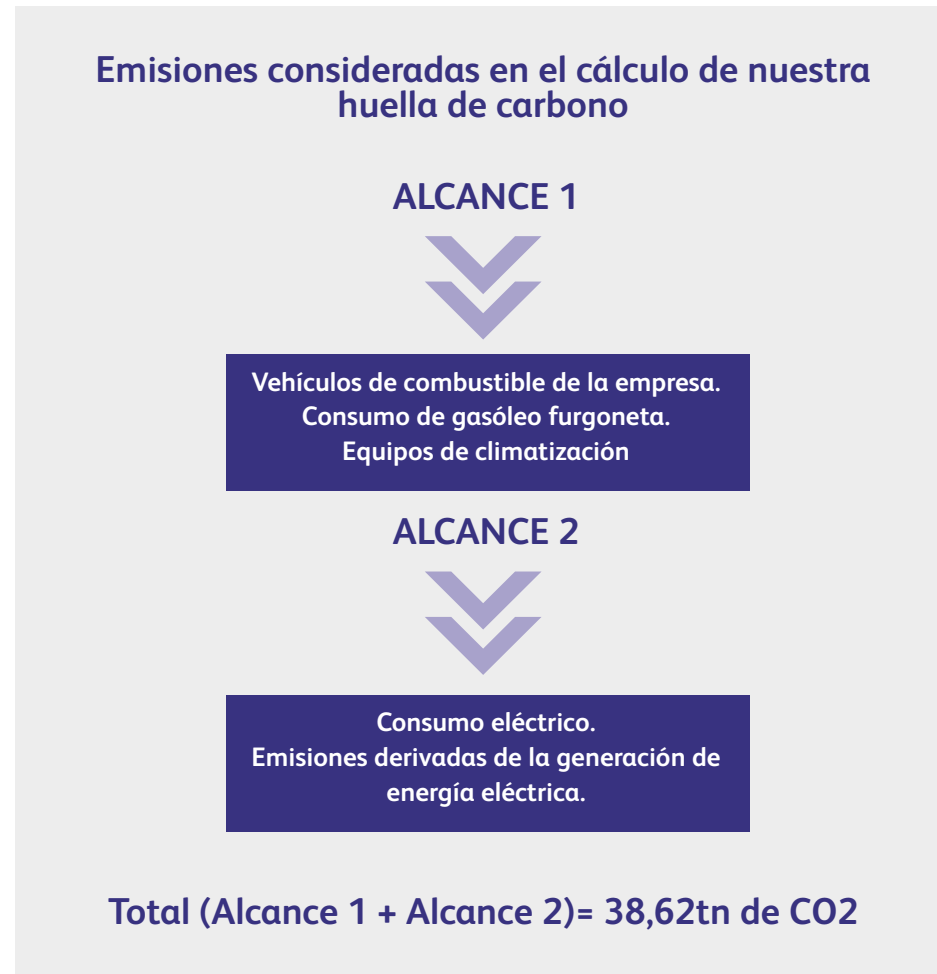 Emisiones consideradas en el cálculo de nuestra
huella de carbono
ALCANCE 1
Vehículos de combustible de la empresa.
Consumo de gasóleo furgoneta.
Equipos de climatización
ALCANCE 2
Consumo eléctrico.
Emisiones derivadas de la generación de
energía eléctrica.
Total (Alcance 1 + Alcance 2)= 38,62tn de CO2